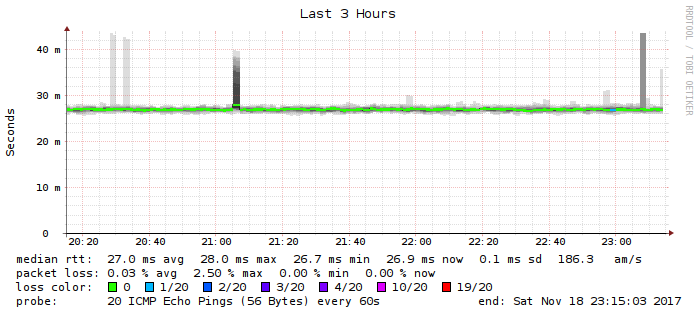 Last 3 Hours
RRDTOOL / TOBI OETIKER
Seconds
40 m
30 m
20 m
10 m
0
20:20 20:40 21:00 21:20 21:40 22:00 22:20 22:40 23:00
median rtt: 27.0 ms avg 28.0 ms max 26.7 ms min 26.9 ms now 0.1 ms sd 186.3 am/s
packet loss: 0.03 % avg 2.50 % max 0.00 % min 0.00 % now
loss color: 0 1/20 2/20 3/20 4/20 10/20 19/20
probe: 20 ICMP Echo Pings (56 Bytes) every 60s end: Sat Nov 18 23:15:03 2017